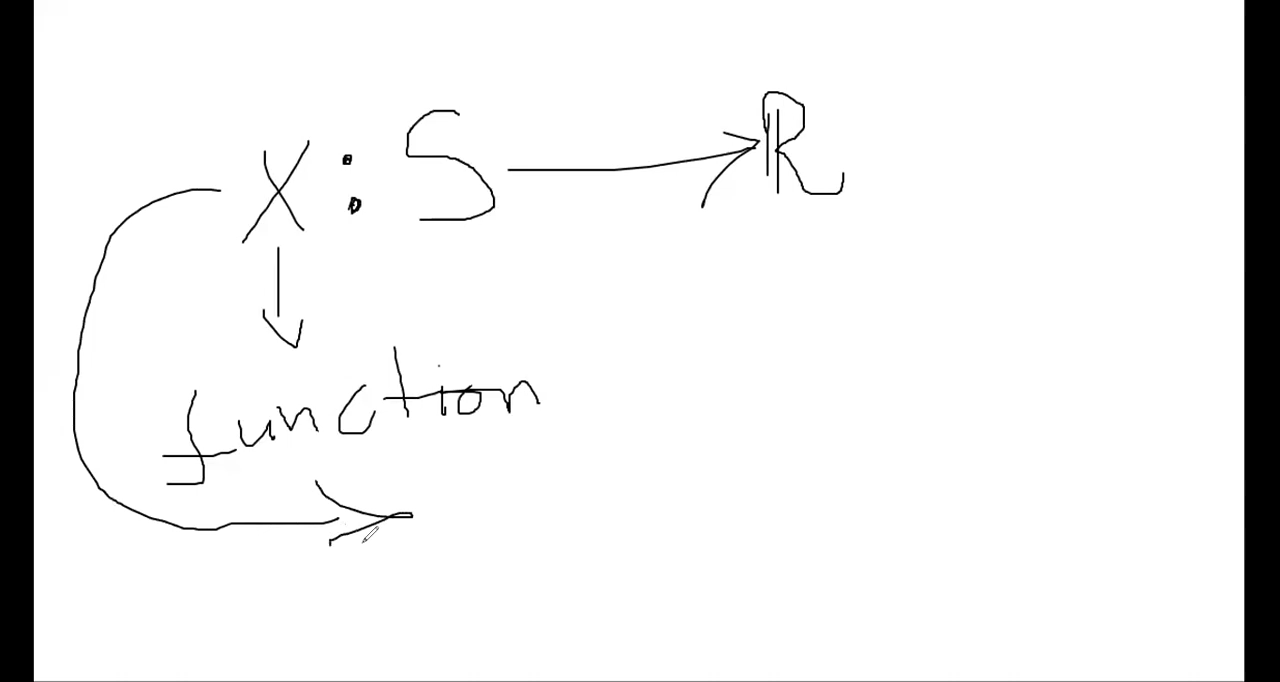 X : S → ℝ
function